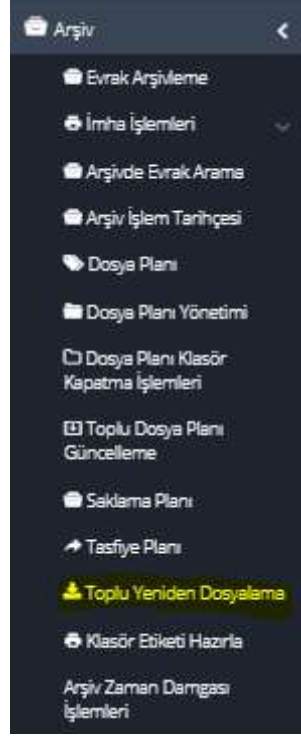 Arşiv
Evrak Arşivleme
İmha İşlemleri
Arşivde Evrak Arama
Arşiv İşlem Tarihçesi
Dosya Planı
Dosya Planı Yönetimi
Dosya Planı Klasör
Kapatma İşlemleri
Toplu Dosya Planı
Güncelleme
Saklama Planı
Tasfiye Planı
Toplu Yeniden Dosyalama
Klasör Etiketi Hazırla
Arşiv Zaman Damgası
İşlemleri